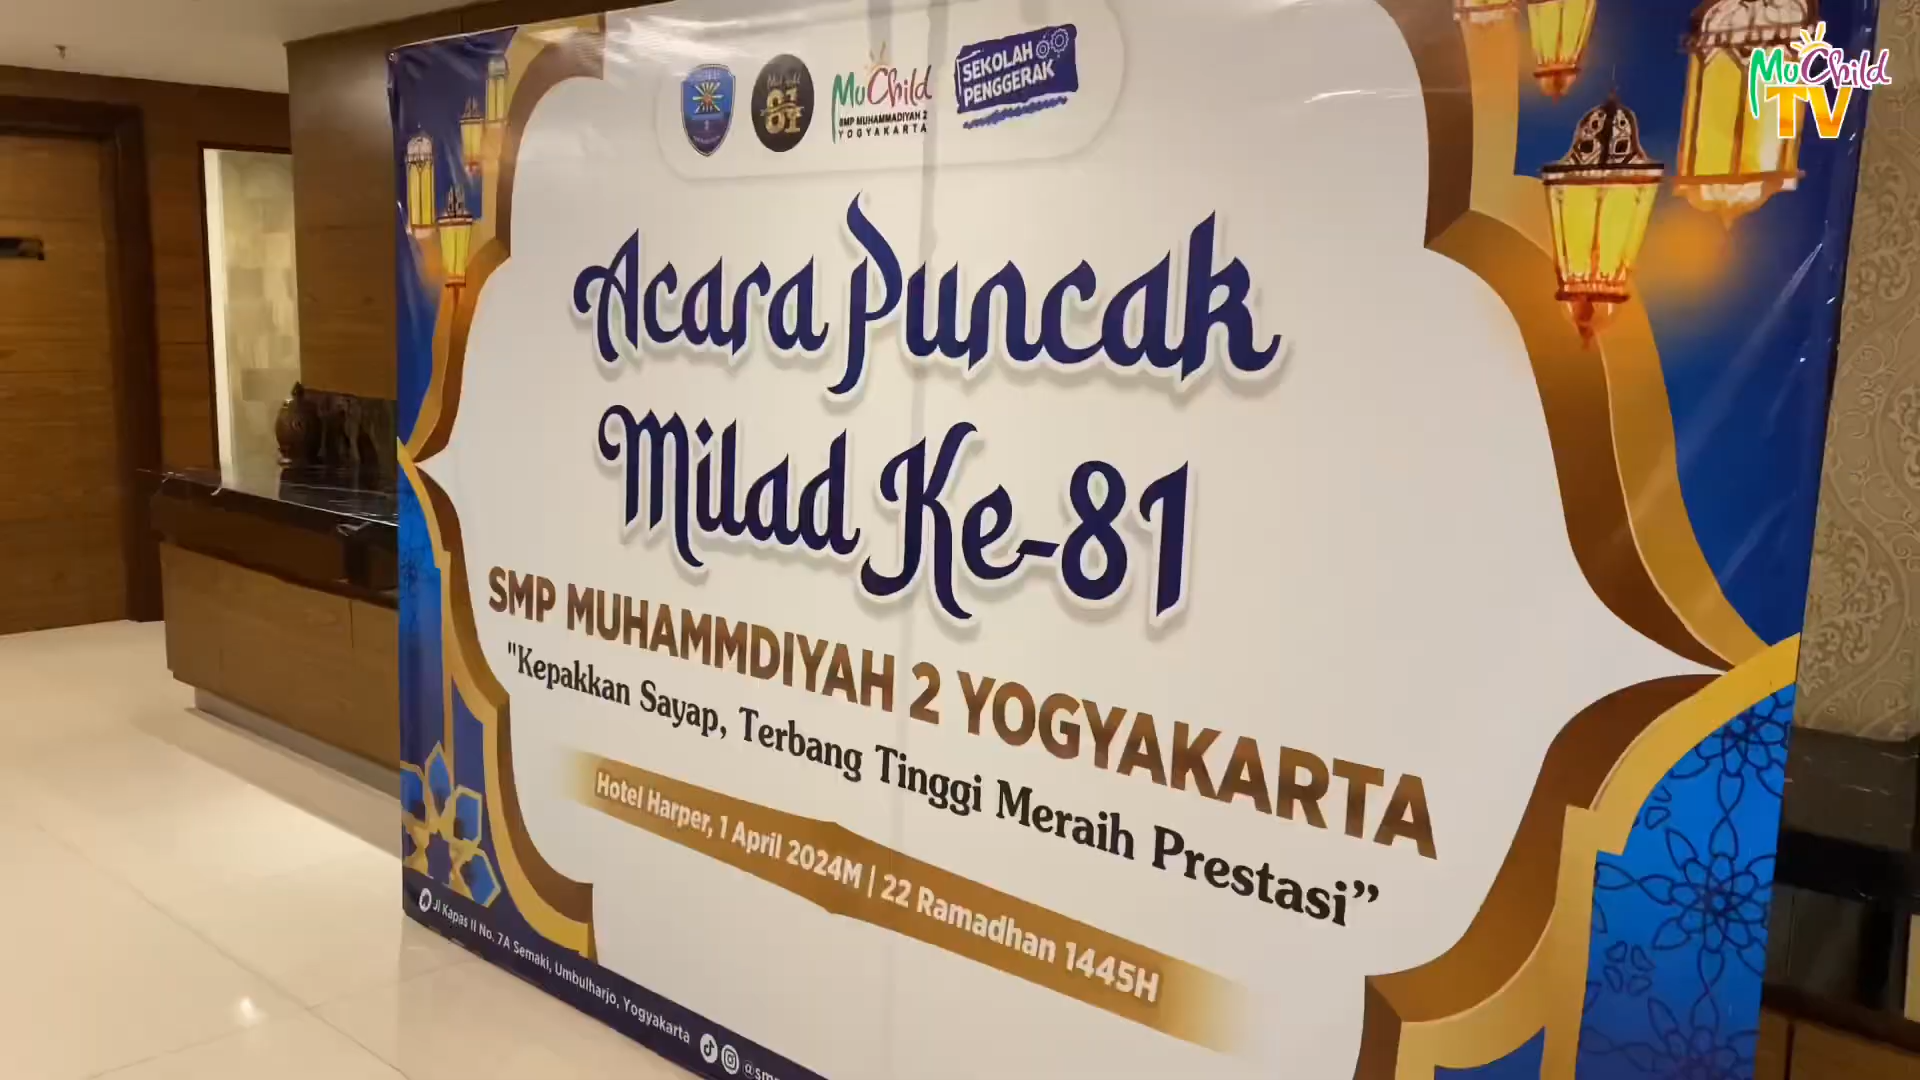 MuChild
TV
81
MuChild
SMP MUHAMMADIYAH 2
YOGYAKARTA
SEKOLAH
PENGGERAK
Acara Puncak
Milad Ke-81
SMP MUHAMMDIYAH 2 YOGYAKARTA
"Kepakkan Sayap, Terbang Tinggi Meraih Prestasi”
Hotel Harper, 1 April 2024M | 22 Ramadhan 1445H
Jl Kapas II No. 7A Semaki, Umbulharjo, Yogyakarta